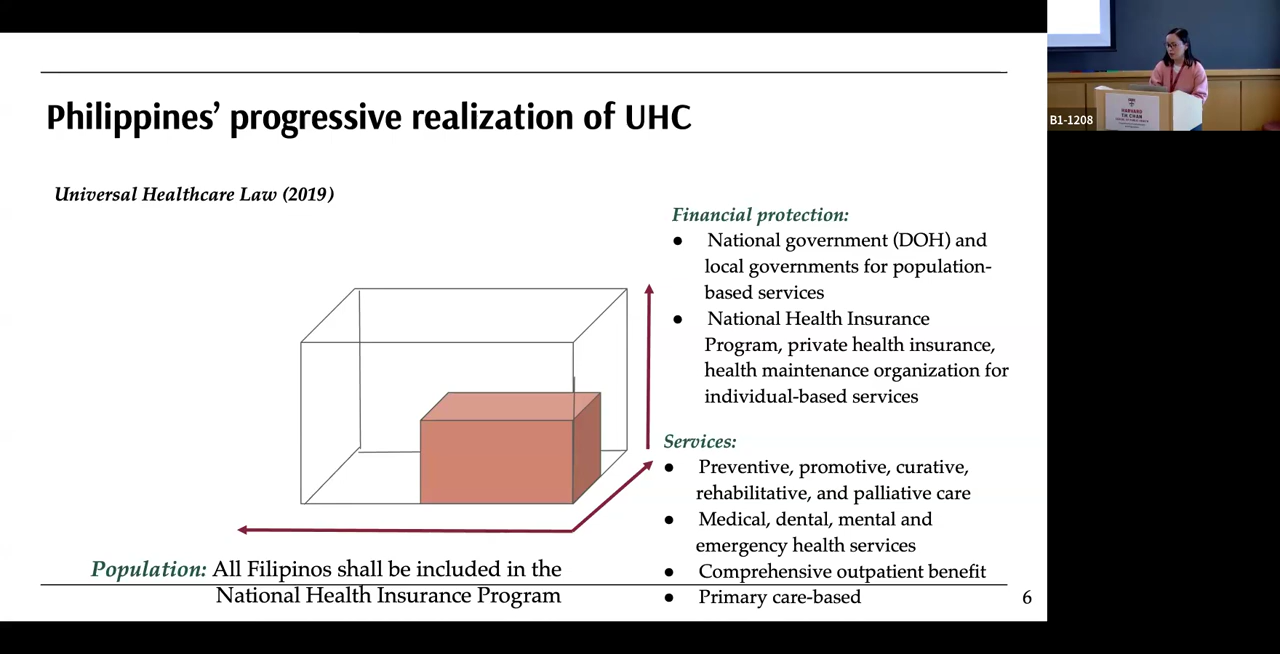 Philippines’ progressive realization of UHC
Universal Healthcare Law (2019)
Financial protection:
● National government (DOH) and
local governments for population-
based services
● National Health Insurance
Program, private health insurance,
health maintenance organization for
individual-based services
Services:
● Preventive, promotive, curative,
rehabilitative, and palliative care
● Medical, dental, mental and
emergency health services
● Comprehensive outpatient benefit
● Primary care-based
Population: All Filipinos shall be included in the
National Health Insurance Program
6
B1-1208
HARVARD
TH CHAN